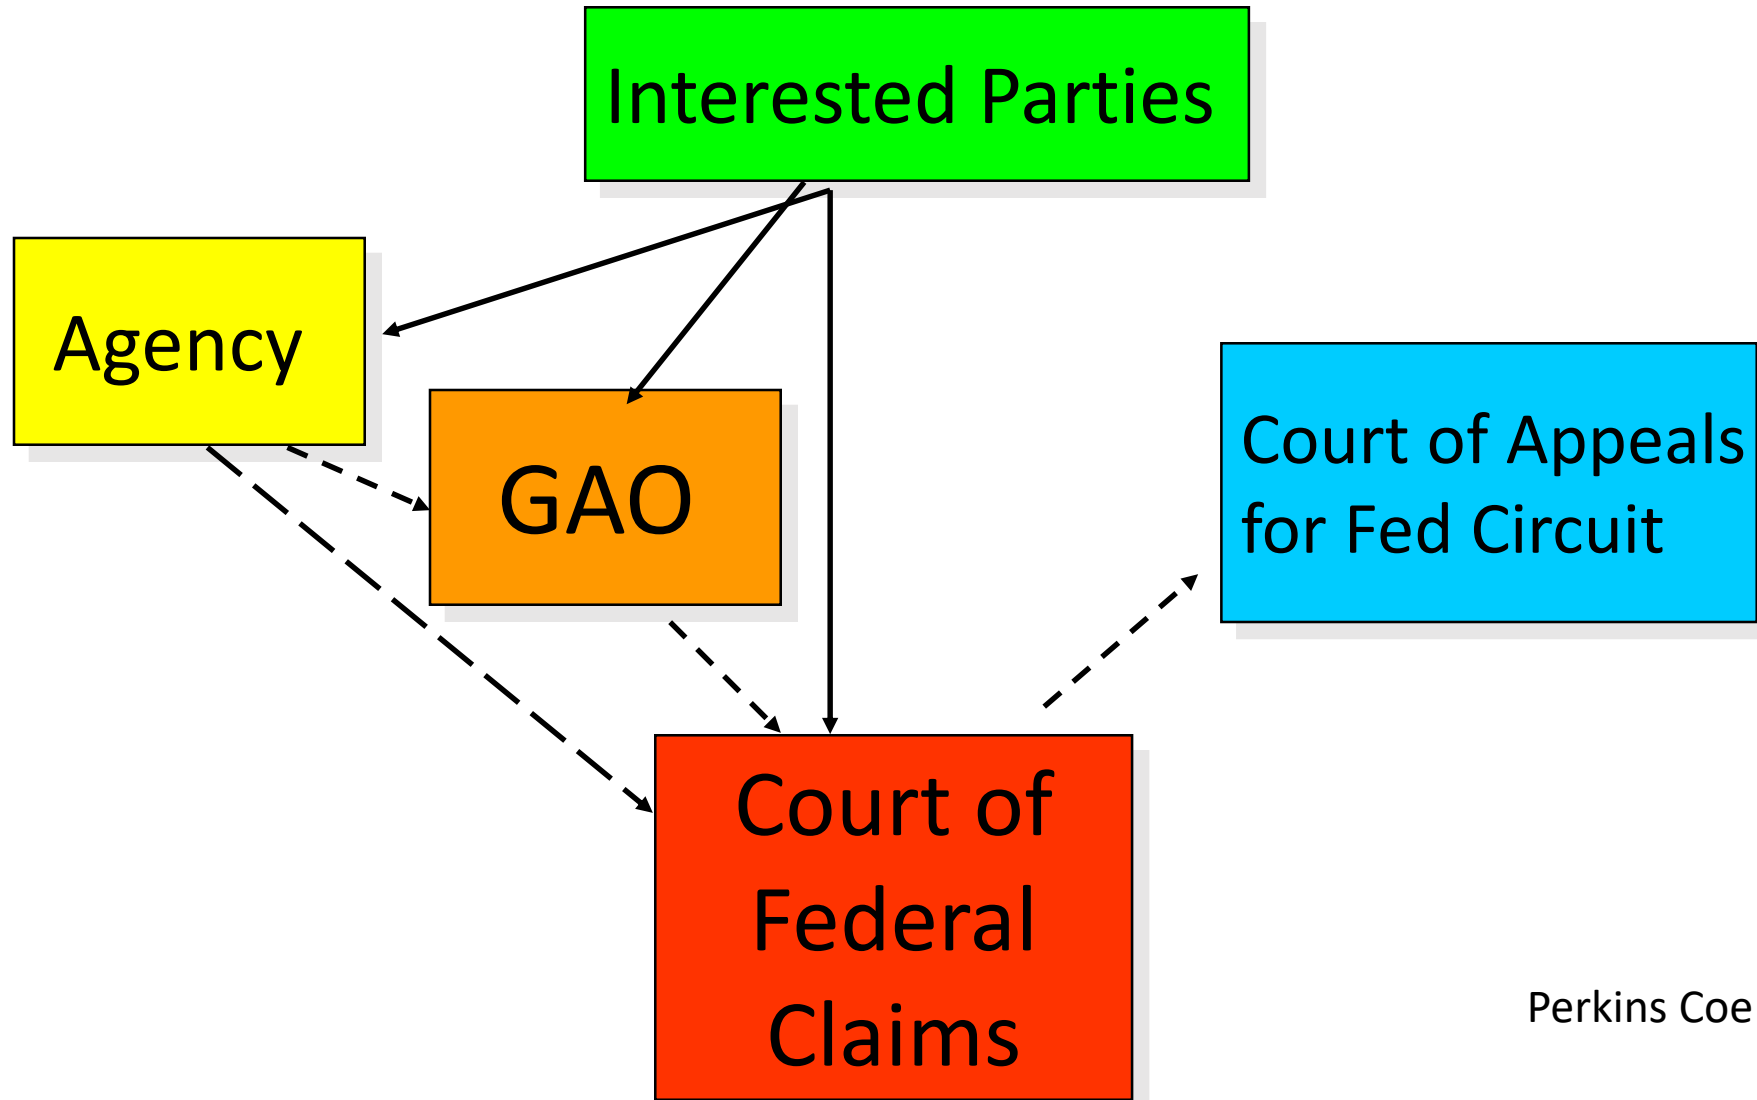 Interested Parties
Agency
GAO
Court of Appeals
for Fed Circuit
Court of
Federal
Claims
Perkins Coe